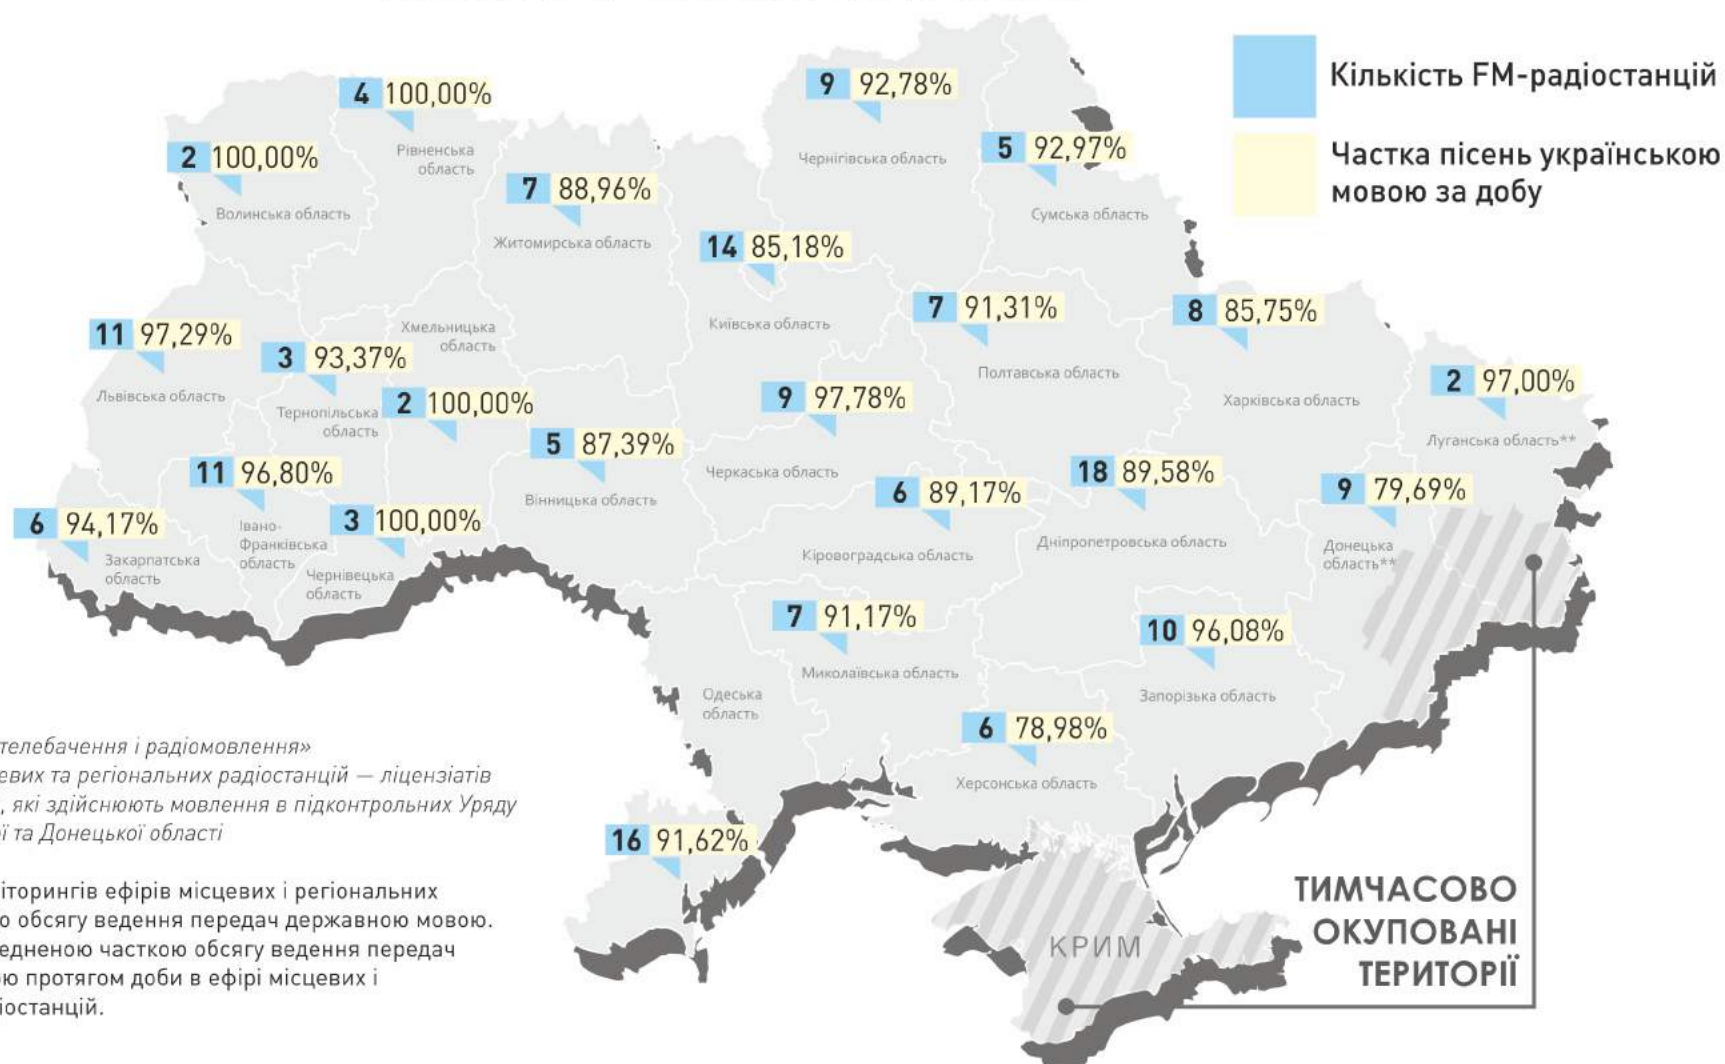 Кількість FM-радіостанцій
Частка пісень українською
мовою за добу
4 100,00%
Рівненська
область
2 100,00%
Волинська область
9 92,78%
Чернігівська область
5 92,97%
Сумська область
7 88,96%
Житомирська область
14 85,18%
Київська область
7 91,31%
Полтавська область
8 85,75%
Харківська область
11 97,29%
Львівська область
3 93,37%
Тернопільська
область
Хмельницька
область
2 100,00%
9 97,78%
Черкаська область
2 97,00%
Луганська область**
5 87,39%
Вінницька область
11 96,80%
Івано-
Франківська
область
3 100,00%
Чернівецька
область
6 94,17%
Закарпатська
область
6 89,17%
Кіровоградська область
18 89,58%
Дніпропетровська область
9 79,69%
Донецька
область**
7 91,17%
Миколаївська область
10 96,08%
Запорізька область
Одеська
область
6 78,98%
Херсонська область
16 91,62%
КРИМ
ТИМЧАСОВО
ОКУПОВАНІ
ТЕРИТОРІЇ
телебачення і радіомовлення»
евих та регіональних радіостанцій — ліцензіатів
, які здійснюють мовлення в підконтрольних Уряду
ї та Донецької області
іторингів ефірів місцевих і регіональних
о обсягу ведення передач державною мовою.
едненою часткою обсягу ведення передач
ою протягом доби в ефірі місцевих і
іостанцій.